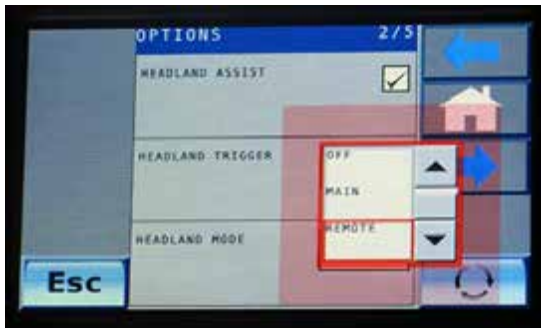 OPTIONS 2/5
HEADLAND ASSIST
HEADLAND TRIGGER
OFF
MAIN
REMOTE
HEADLAND MODE
Esc